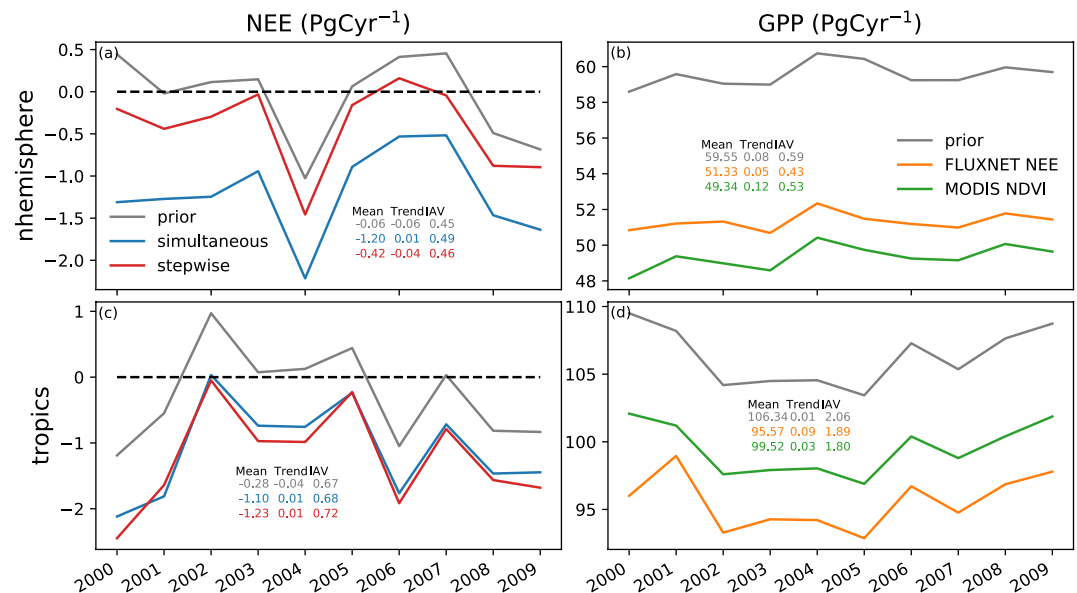 NEE (PgCyr⁻¹)
GPP (PgCyr⁻¹)
nhemisphere
(a)
0.5
0.0
−0.5
−1.0
−1.5
−2.0
prior
simultaneous
stepwise
Mean Trend IAV
-0.06 -0.06 0.45
-1.20 0.01 0.49
-0.42 -0.04 0.46
(b)
60
58
56
54
52
50
48
Mean Trend IAV
59.55 0.08 0.59
51.33 0.05 0.43
49.34 0.12 0.53
prior
FLUXNET NEE
MODIS NDVI
tropics
(c)
1
0
−1
−2
Mean Trend IAV
-0.28 -0.04 0.67
-1.10 0.01 0.68
-1.23 0.01 0.72
2000 2001 2002 2003 2004 2005 2006 2007 2008 2009
(d)
110
105
100
95
Mean Trend IAV
106.34 0.01 2.06
95.57 0.09 1.89
99.52 0.03 1.80
2000 2001 2002 2003 2004 2005 2006 2007 2008 2009